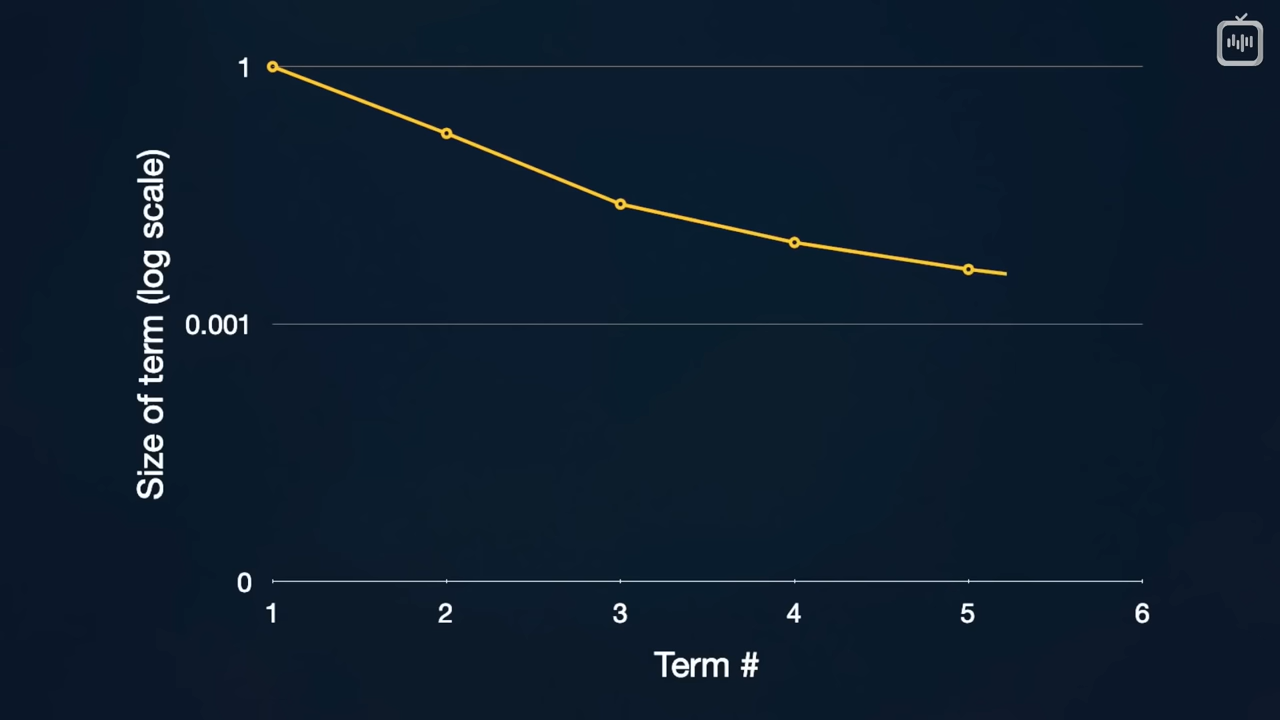 1
Size of term (log scale)
0.001
0
1 2 3 4 5 6
Term #